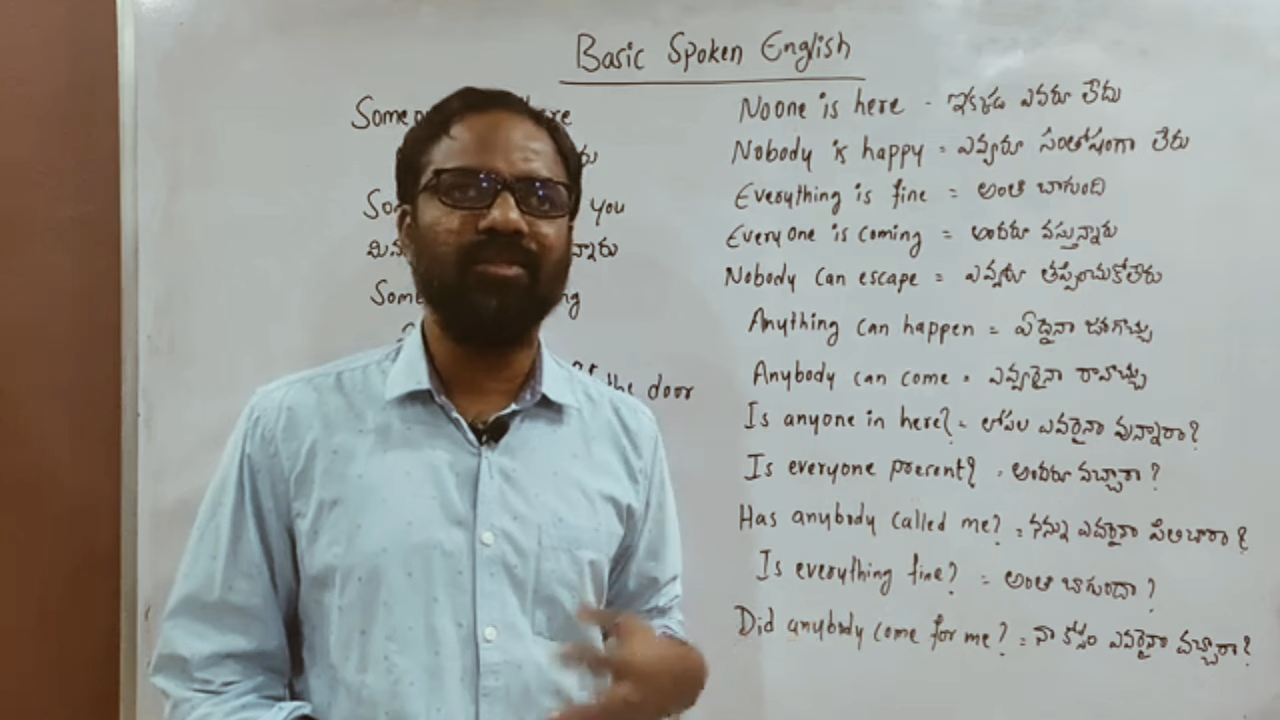 Basic Spoken English
you
the door
Noone is here - ఇక్కడ ఎవరూ లేదు
Nobody is happy = ఎవ్వరూ సంతోషంగా లేరు
Everything is fine = అంతా బాగుంది
Everyone is coming = అందరూ వస్తున్నారు
Nobody can escape = ఎవ్వరూ తప్పించుకోలేరు
Anything can happen = ఏదైనా జరగొచ్చు
Anybody can come = ఎవ్వరైనా రావొచ్చు
Is anyone in here? = లోపల ఎవరైనా వున్నారా?
Is everyone present? = అందరూ వచ్చారా?
Has anybody called me? = నన్ను ఎవరైనా పిలిచారా?
Is everything fine? = అంతా బాగుందా?
Did anybody come for me? = నా కోసం ఎవరైనా వచ్చారా?